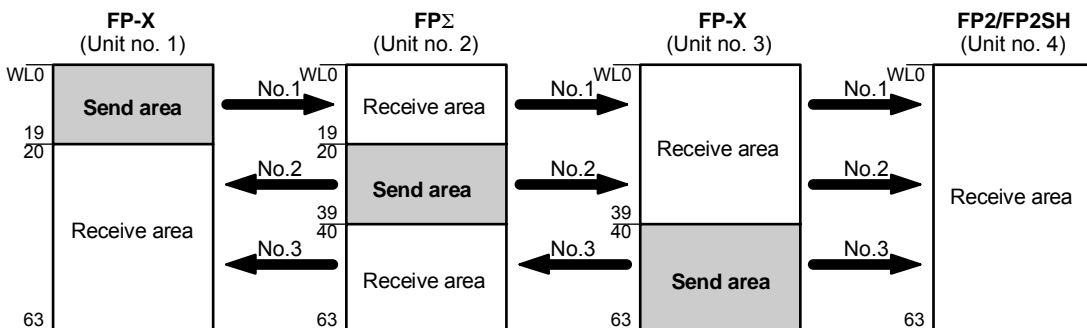 FP-X FPΣ FP-X FP2/FP2SH
(Unit no. 1) (Unit no. 2) (Unit no. 3) (Unit no. 4)
WL0 WL0 WL0 WL0
Send area No.1 Receive area No.1 No.1
19 19
20 20 Receive area
No.2 Send area No.2 No.2 Receive area
Receive area 39 39
40 40
No.3 Receive area No.3 Send area No.3
63 63 63 63